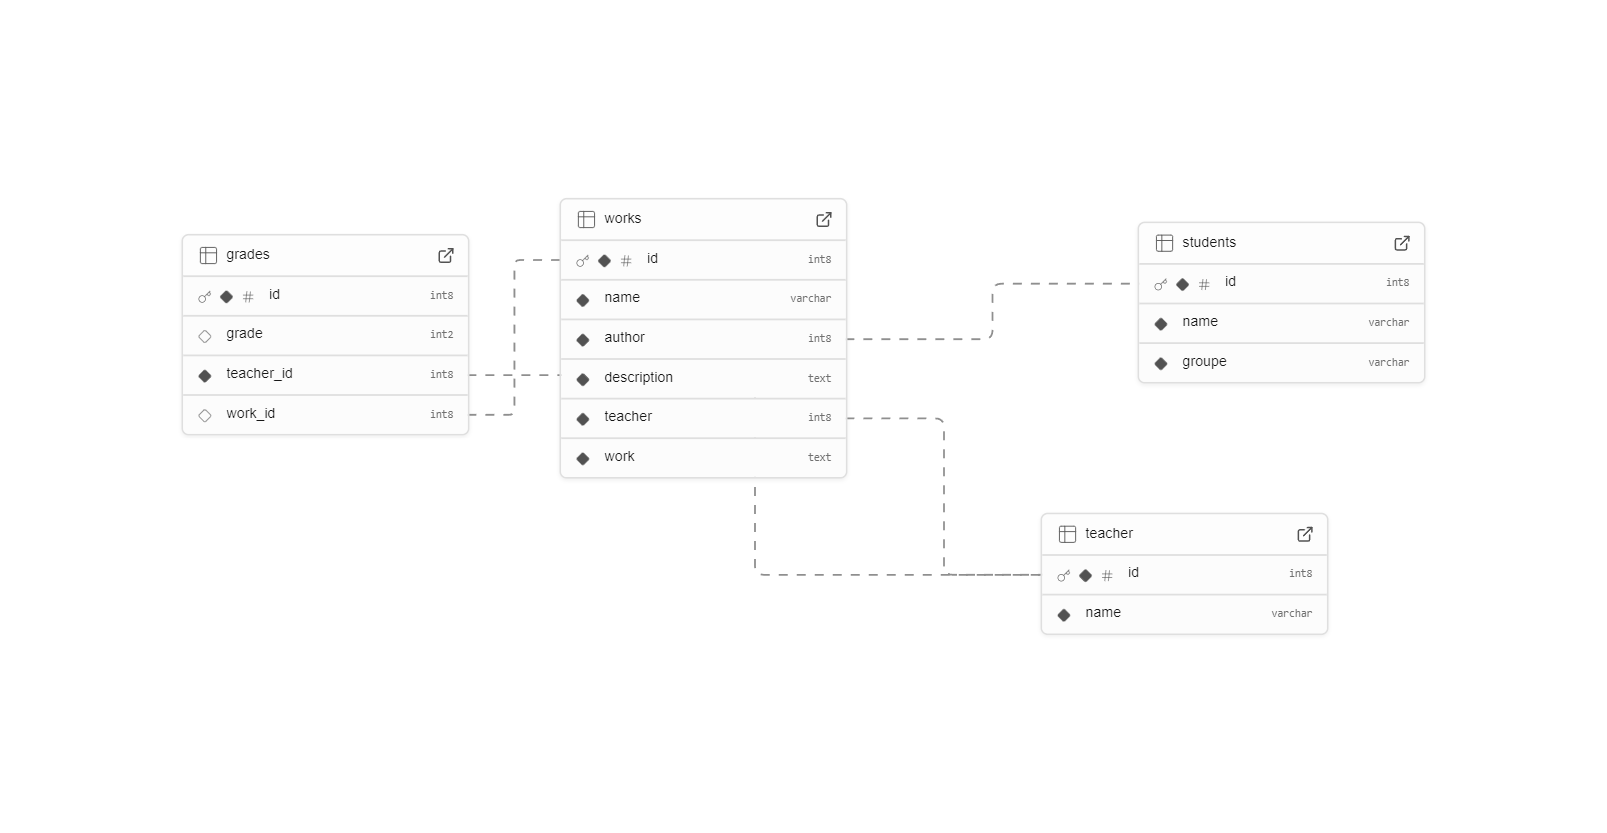 grades
id int8
grade int2
teacher_id int8
work_id int8
works
id int8
name varchar
author int8
description text
teacher int8
work text
students
id int8
name varchar
groupe varchar
teacher
id int8
name varchar